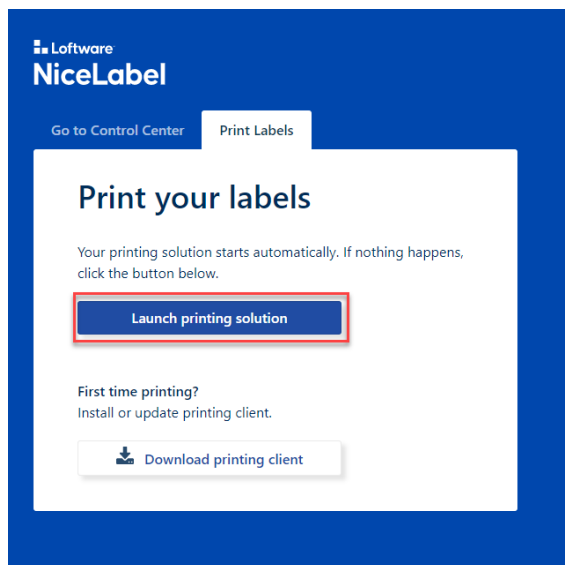 Loftware
NiceLabel
Go to Control Center
Print Labels
Print your labels
Your printing solution starts automatically. If nothing happens,
click the button below.
Launch printing solution
First time printing?
Install or update printing client.
Download printing client